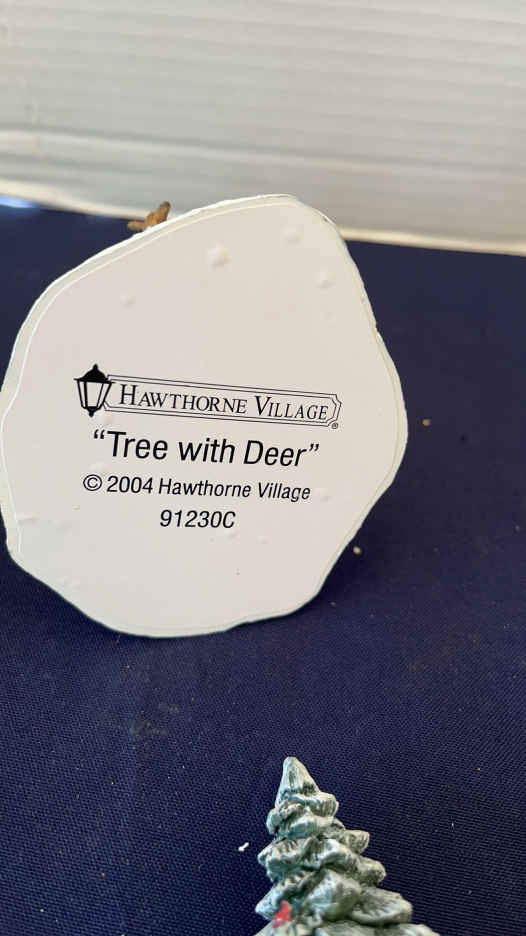 HAWTHORNE VILLAGE®
“Tree with Deer”
© 2004 Hawthorne Village
91230C